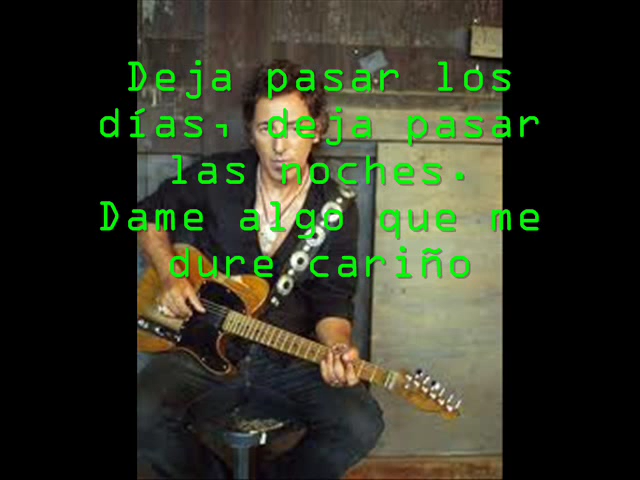 Deja pasar los
días, deja pasar
las noches.
Dame algo que me
dure cariño